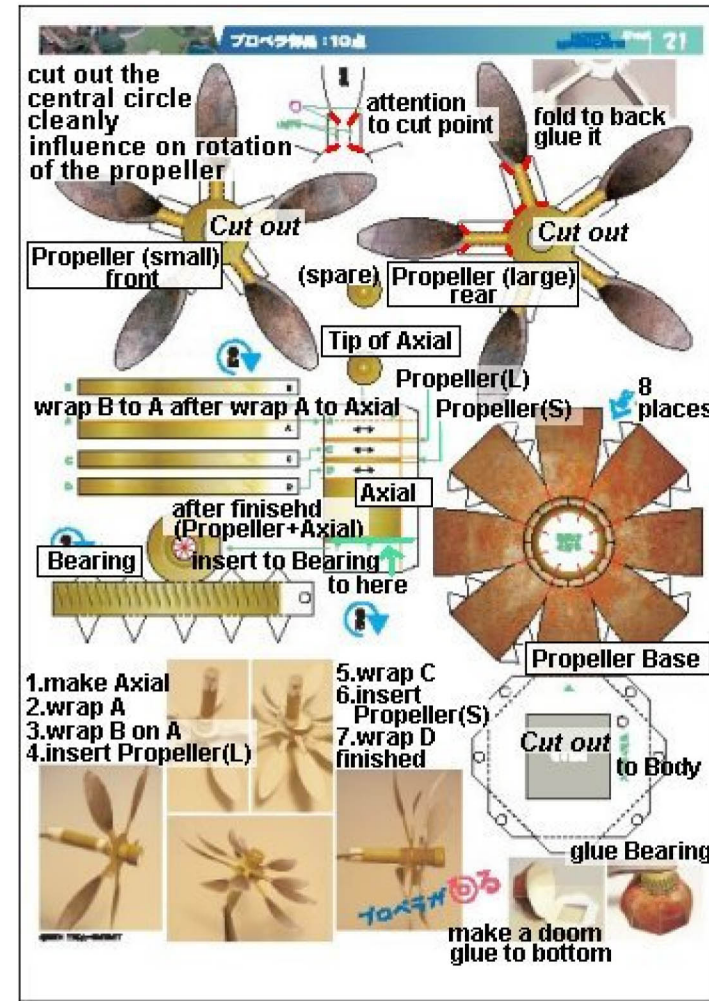 プロペラ部品:10点
21
cut out the
central circle
cleanly
influence on rotation
of the propeller
1
attention
to cut point
fold to back
glue it
Cut out
Cut out
Propeller (small)
front
(spare)
Propeller (large)
rear
Tip of Axial
Propeller(L)
Propeller(S)
8
places
B
B
wrap B to A after wrap A to Axial
A
A
C
C
D
D
Axial
after finisehd
(Propeller+Axial)
Bearing
insert to Bearing
to here
Propeller Base
1.make Axial
2.wrap A
3.wrap B on A
4.insert Propeller(L)
5.wrap C
6.insert
Propeller(S)
7.wrap D
finished
Cut out
to Body
glue Bearing
プロペラが回る
make a doom
glue to bottom